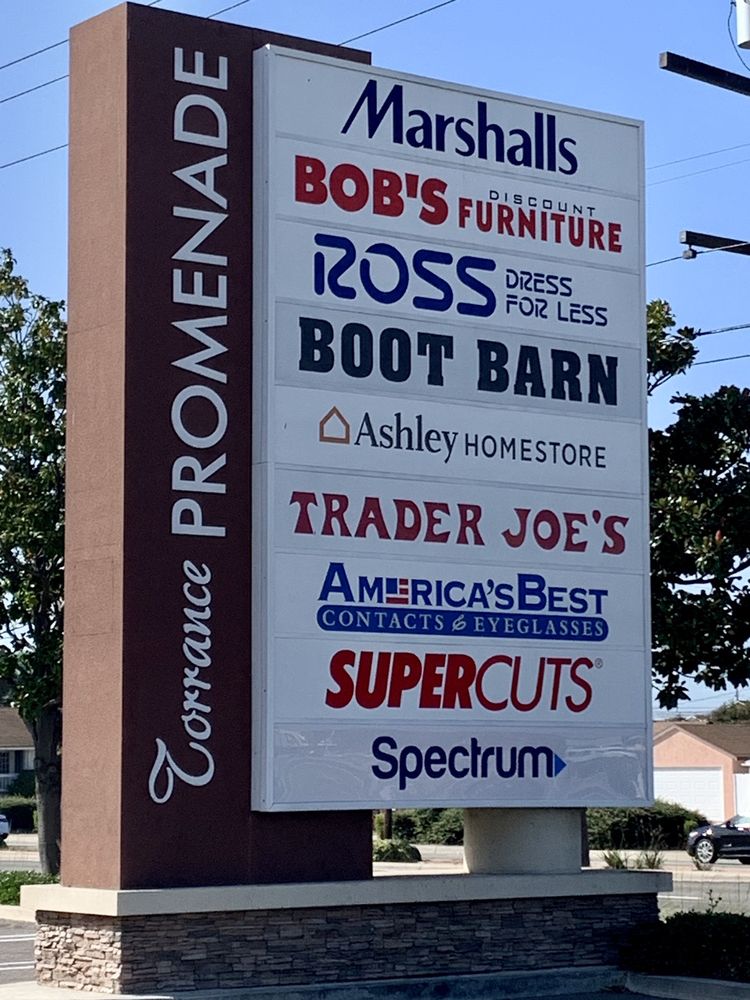 Torrance PROMENADE
Marshalls
BOB'S DISCOUNT
FURNITURE
ROSS DRESS
FOR LESS
BOOT BARN
Ashley HOMESTORE
TRADER JOE'S
AMERICA'S BEST
CONTACTS & EYEGLASSES
SUPERCUTS®
Spectrum